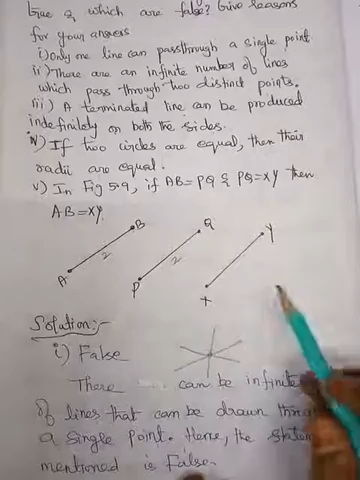 true & which are false? Give reasons
for your answers
i) Only one line can pass through a single point.
ii) There are an infinite number of lines
which pass through two distinct points.
iii) A terminated line can be produced
indefinitely on both the sides.
iv) If two circles are equal, then their
radii are equal.
v) In Fig 5.9, if AB = PQ & PQ = XY then
AB = XY.
A 2 B
P 2 Q
X Y
Solution:-
i) False
There can be infinite
of lines that can be drawn thro
a single point. Hence, the statem
mentioned is False.